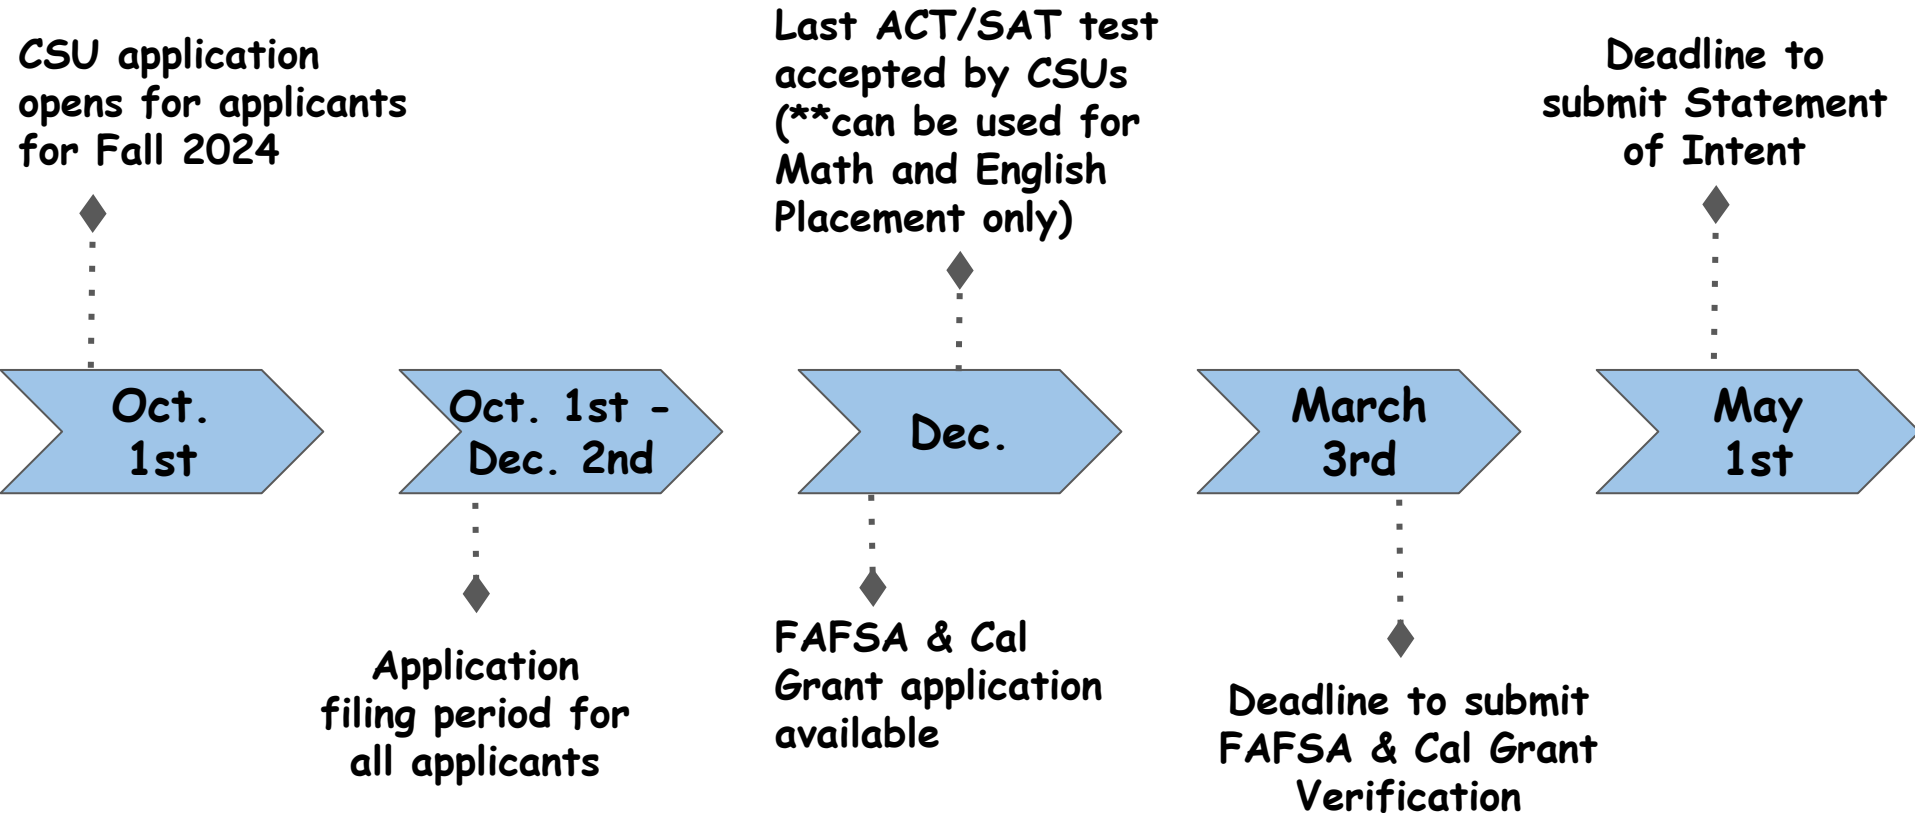 CSU application
opens for applicants
for Fall 2024
Last ACT/SAT test
accepted by CSUs
(**can be used for
Math and English
Placement only)
Deadline to
submit Statement
of Intent
Oct.
1st
Oct. 1st -
Dec. 2nd
Dec.
March
3rd
May
1st
Application
filing period for
all applicants
FAFSA & Cal
Grant application
available
Deadline to submit
FAFSA & Cal Grant
Verification